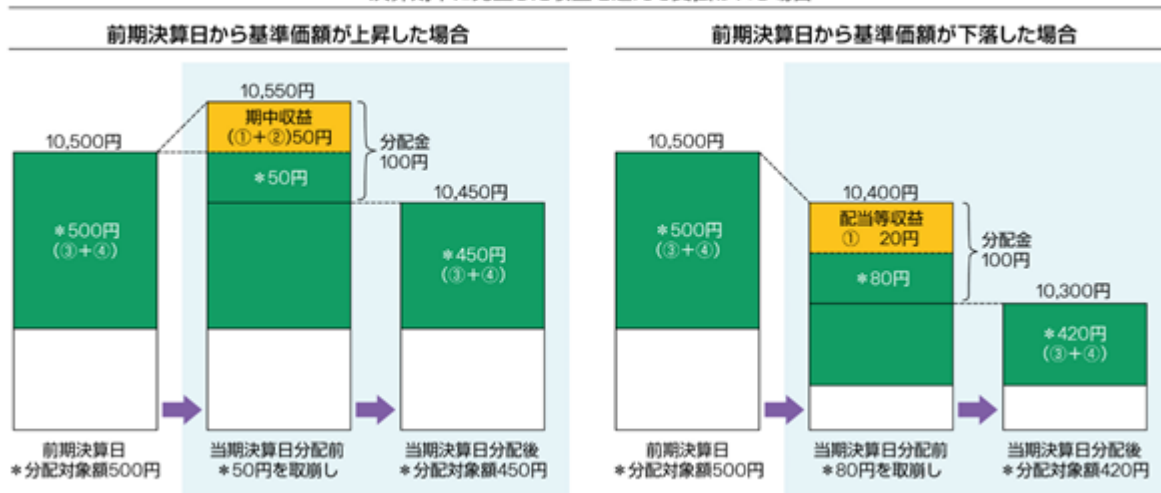 前期決算日から基準価額が上昇した場合
10,500円
*500円
(③+④)
10,550円
期中収益
(①+②)50円
*50円
分配金
100円
10,450円
*450円
(③+④)
前期決算日
*分配対象額500円
当期決算日分配前
*50円を取崩し
当期決算日分配後
*分配対象額450円
前期決算日から基準価額が下落した場合
10,500円
*500円
(③+④)
10,400円
配当等収益
① 20円
*80円
分配金
100円
10,300円
*420円
(③+④)
前期決算日
*分配対象額500円
当期決算日分配前
*80円を取崩し
当期決算日分配後
*分配対象額420円